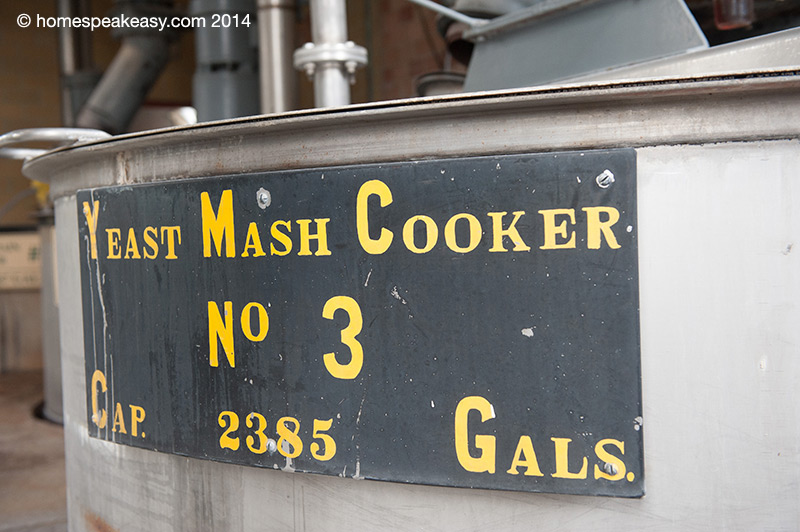 © homespeakeasy.com 2014
Yeast Mash Cooker
No 3
Cap. 2385 Gals.